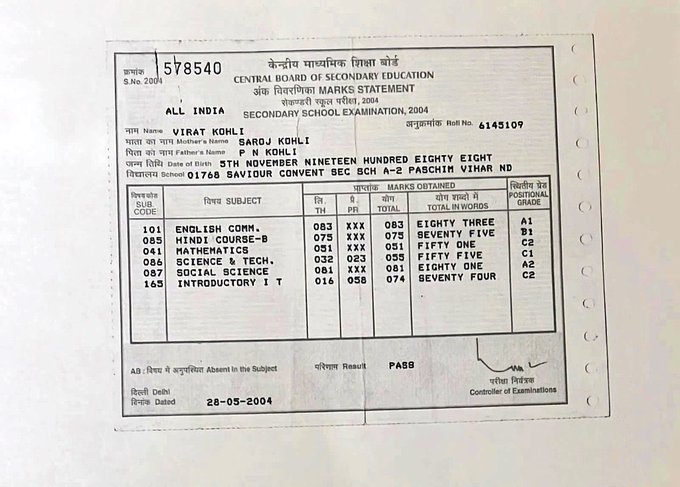 क्रमांक 1578540
S.No. 2004
केन्द्रीय माध्यमिक शिक्षा बोर्ड
CENTRAL BOARD OF SECONDARY EDUCATION
अंक विवरणिका MARKS STATEMENT
सेकण्डरी स्कूल परीक्षा, 2004
ALL INDIA SECONDARY SCHOOL EXAMINATION, 2004
अनुक्रमांक Roll No. 6145109
नाम Name VIRAT KOHLI
माता का नाम Mother's Name SAROJ KOHLI
पिता का नाम Father's Name P N KOHLI
जन्म तिथि Date of Birth 5TH NOVEMBER NINETEEN HUNDRED EIGHTY EIGHT
विद्यालय School 01768 SAVIOUR CONVENT SEC SCH A-2 PASCHIM VIHAR ND
विषय कोड SUB. CODE विषय SUBJECT प्राप्तांक MARKS OBTAINED स्थितीय ग्रेड POSITIONAL GRADE
लि. TH प्रै. PR योग TOTAL योग शब्दो में TOTAL IN WORDS
101 ENGLISH COMM. 083 XXX 083 EIGHTY THREE A1
085 HINDI COURSE-B 075 XXX 075 SEVENTY FIVE B1
041 MATHEMATICS 051 XXX 051 FIFTY ONE C2
086 SCIENCE & TECH. 032 023 055 FIFTY FIVE C1
087 SOCIAL SCIENCE 081 XXX 081 EIGHTY ONE A2
165 INTRODUCTORY I T 016 058 074 SEVENTY FOUR C2
AB : विषय में अनुपस्थित Absent in the Subject परिणाम Result PASS
दिल्ली Delhi
दिनांक Dated 28-05-2004
परीक्षा नियंत्रक
Controller of Examinations